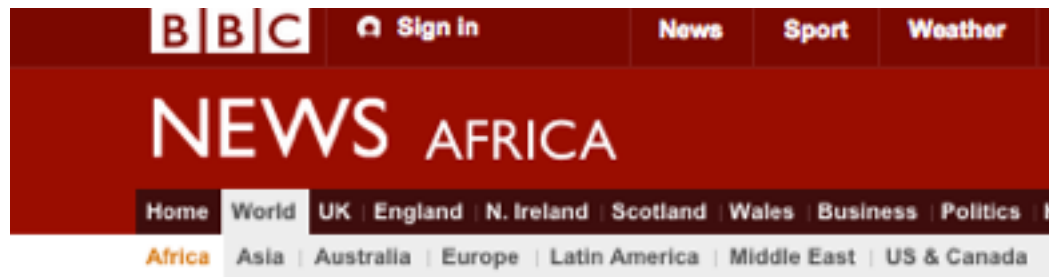 BBC Sign in News Sport Weather
NEWS AFRICA
Home World UK England N. Ireland Scotland Wales Business Politics
Africa Asia Australia Europe Latin America Middle East US & Canada